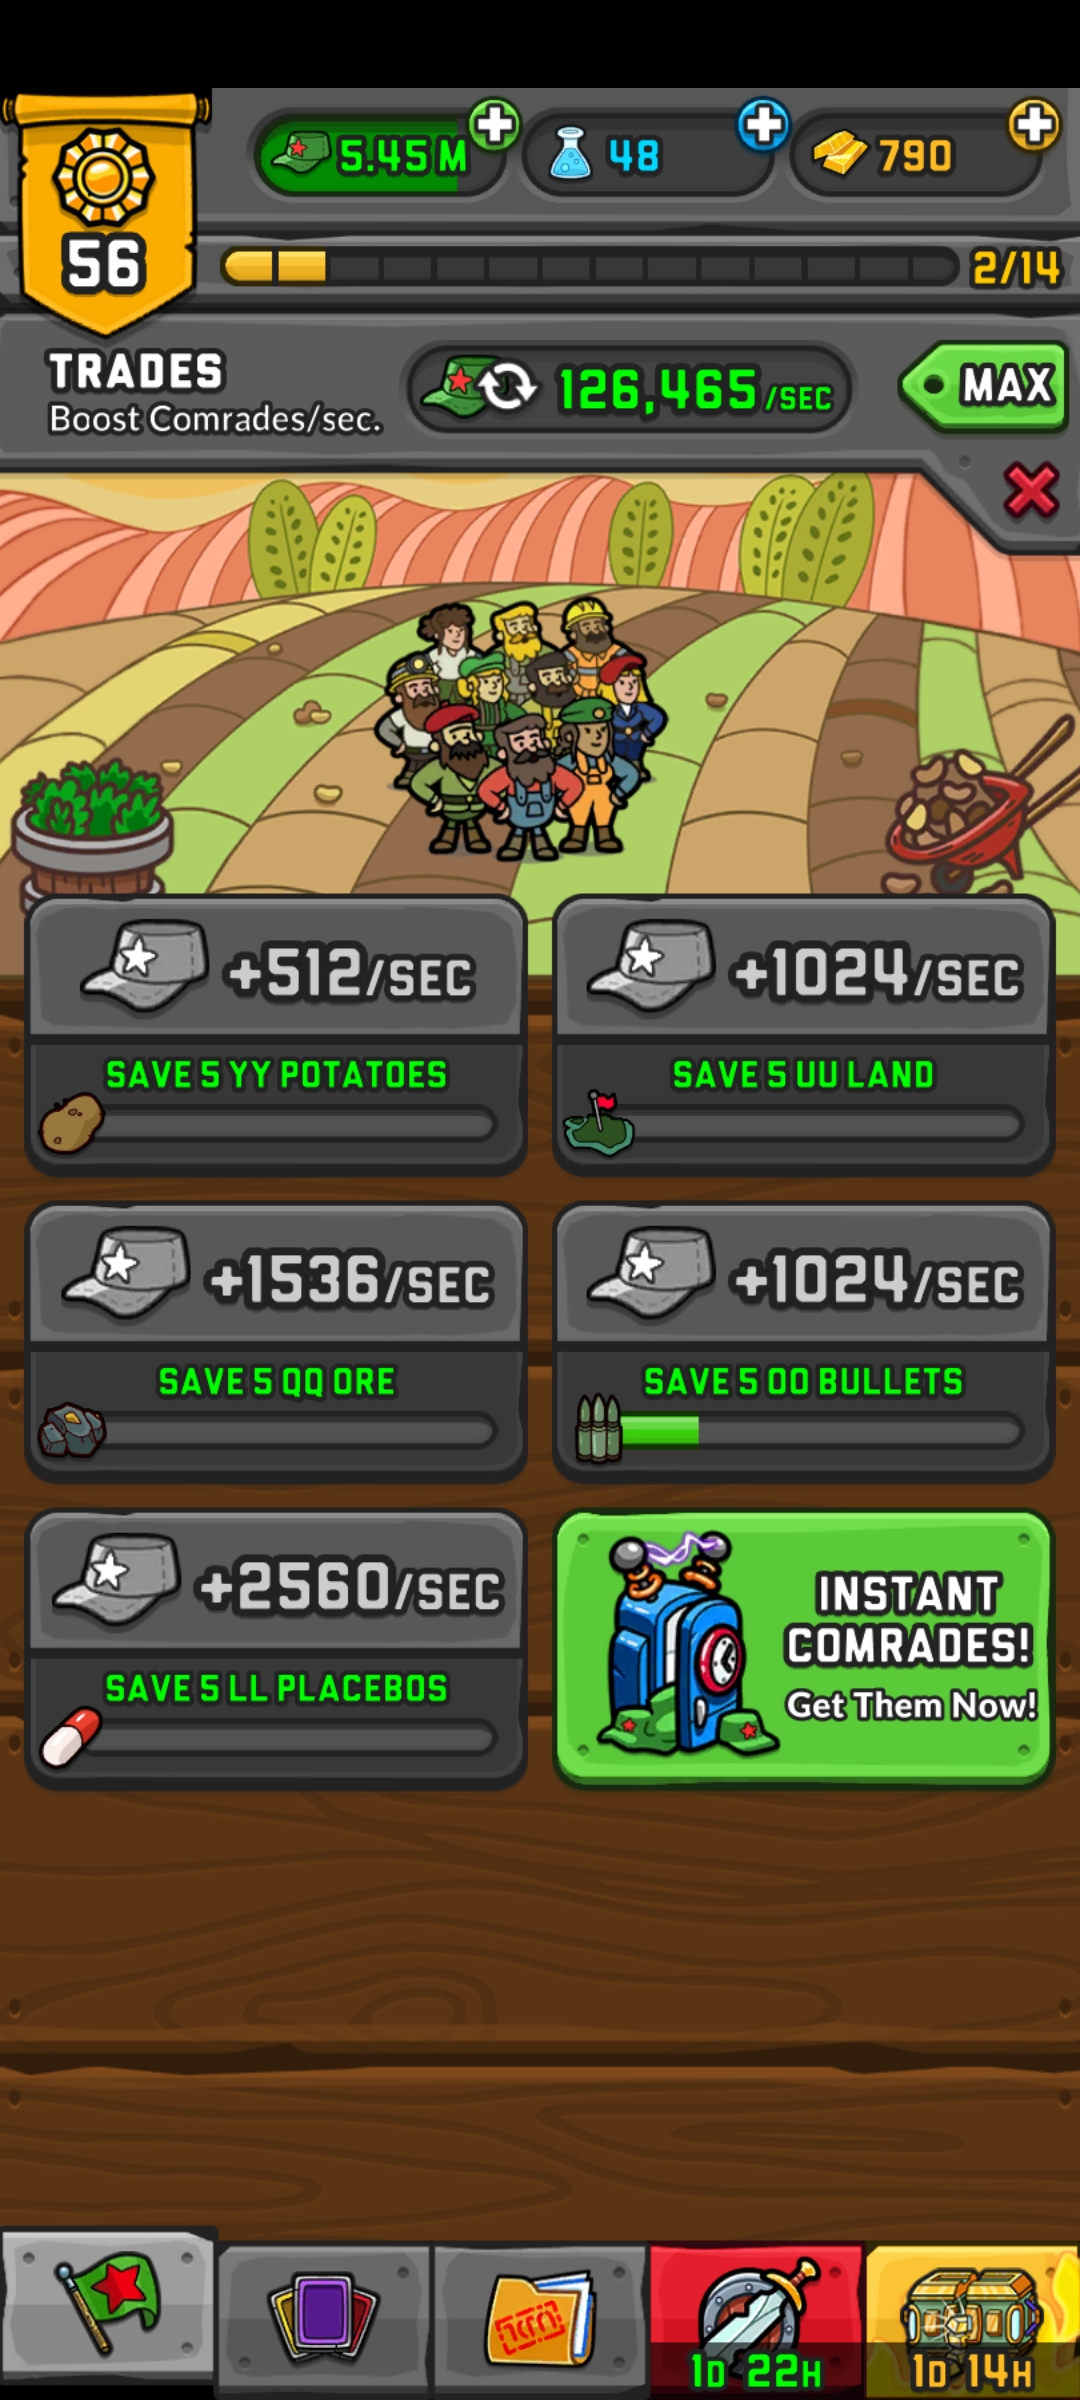 5.45 M
48
790
56
2/14
TRADES
Boost Comrades/sec.
126,465/SEC
MAX
+512/SEC
+1024/SEC
SAVE 5 YY POTATOES
SAVE 5 UU LAND
+1536/SEC
+1024/SEC
SAVE 5 QQ ORE
SAVE 5 OO BULLETS
+2560/SEC
INSTANT
COMRADES!
Get Them Now!
SAVE 5 LL PLACEBOS
1D 22H
1D 14H